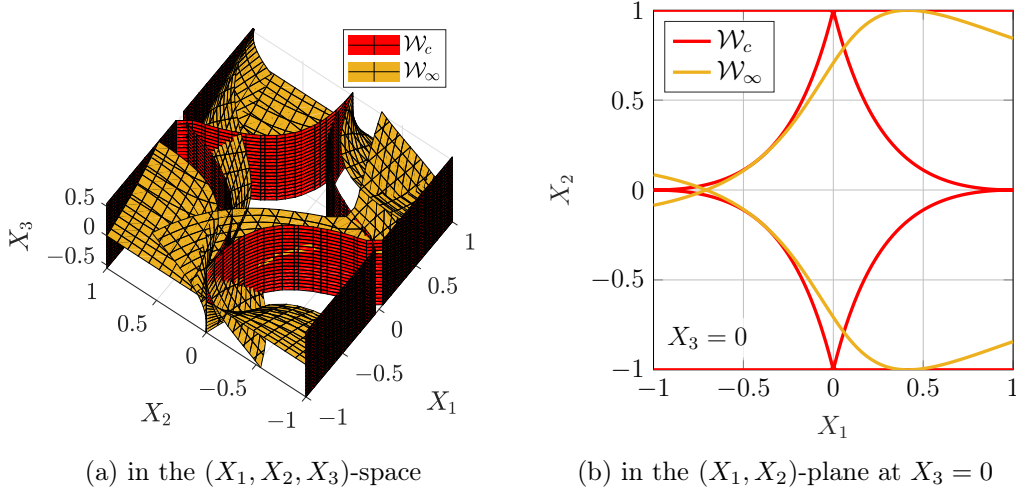 𝒲_c
𝒲_∞
0.5
0
−0.5
X_3
1
0.5
0
−0.5
−1
X_2
−1
−0.5
0
0.5
1
X_1
(a) in the (X_1, X_2, X_3)-space
𝒲_c
𝒲_∞
1
0.5
0
−0.5
−1
X_2
X_3 = 0
−1
−0.5
0
0.5
1
X_1
(b) in the (X_1, X_2)-plane at X_3 = 0